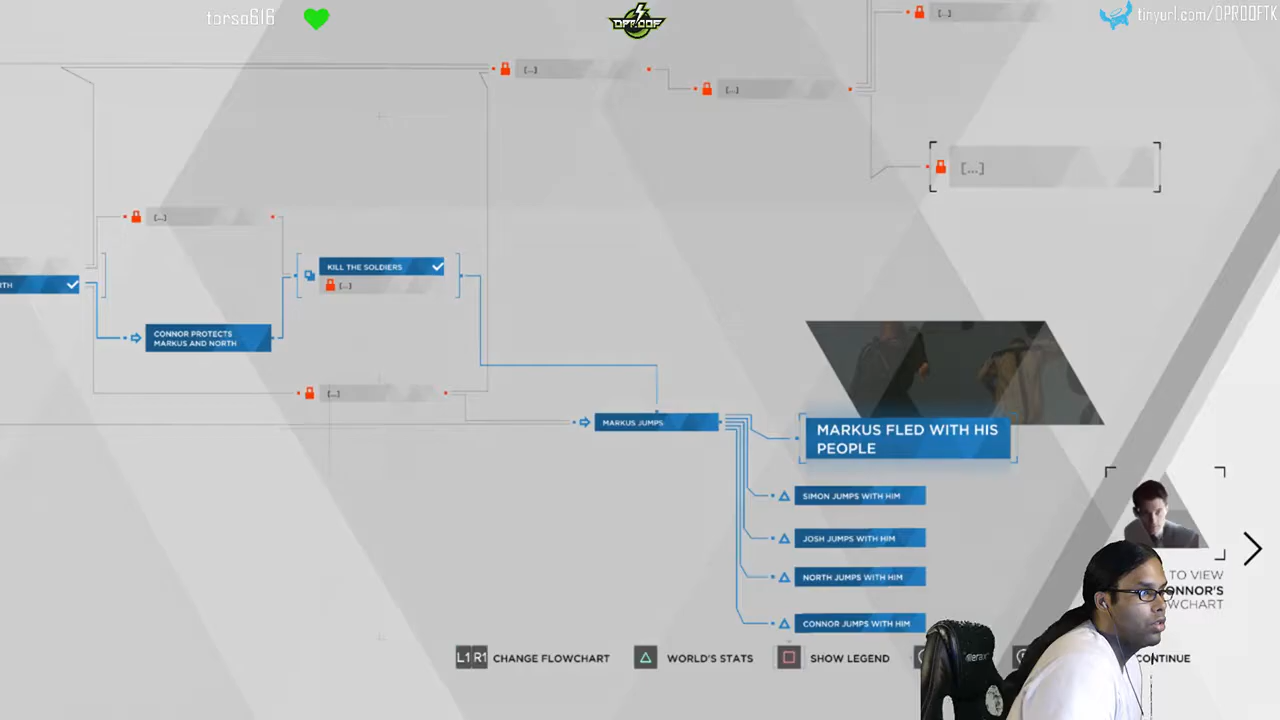 torso616
OPROOF
tinyurl.com/OPROOFTK
[...]
[...]
[...]
[...]
[...]
KILL THE SOLDIERS
[...]
TH
CONNOR PROTECTS
MARKUS AND NORTH
[...]
MARKUS JUMPS
MARKUS FLED WITH HIS
PEOPLE
SIMON JUMPS WITH HIM
JOSH JUMPS WITH HIM
NORTH JUMPS WITH HIM
CONNOR JUMPS WITH HIM
TO VIEW
ONNOR'S
WCHART
L1 R1 CHANGE FLOWCHART
WORLD'S STATS
SHOW LEGEND
CONTINUE